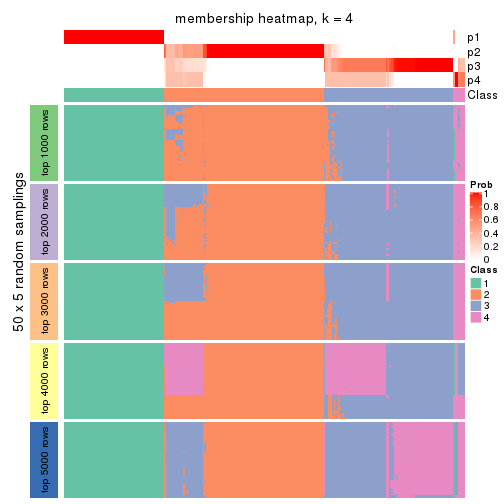 membership heatmap, k = 4
p1
p2
p3
p4
Class
50 x 5 random samplings
top 1000 rows
top 2000 rows
top 3000 rows
top 4000 rows
top 5000 rows
Prob
1
0.8
0.6
0.4
0.2
0
Class
1
2
3
4